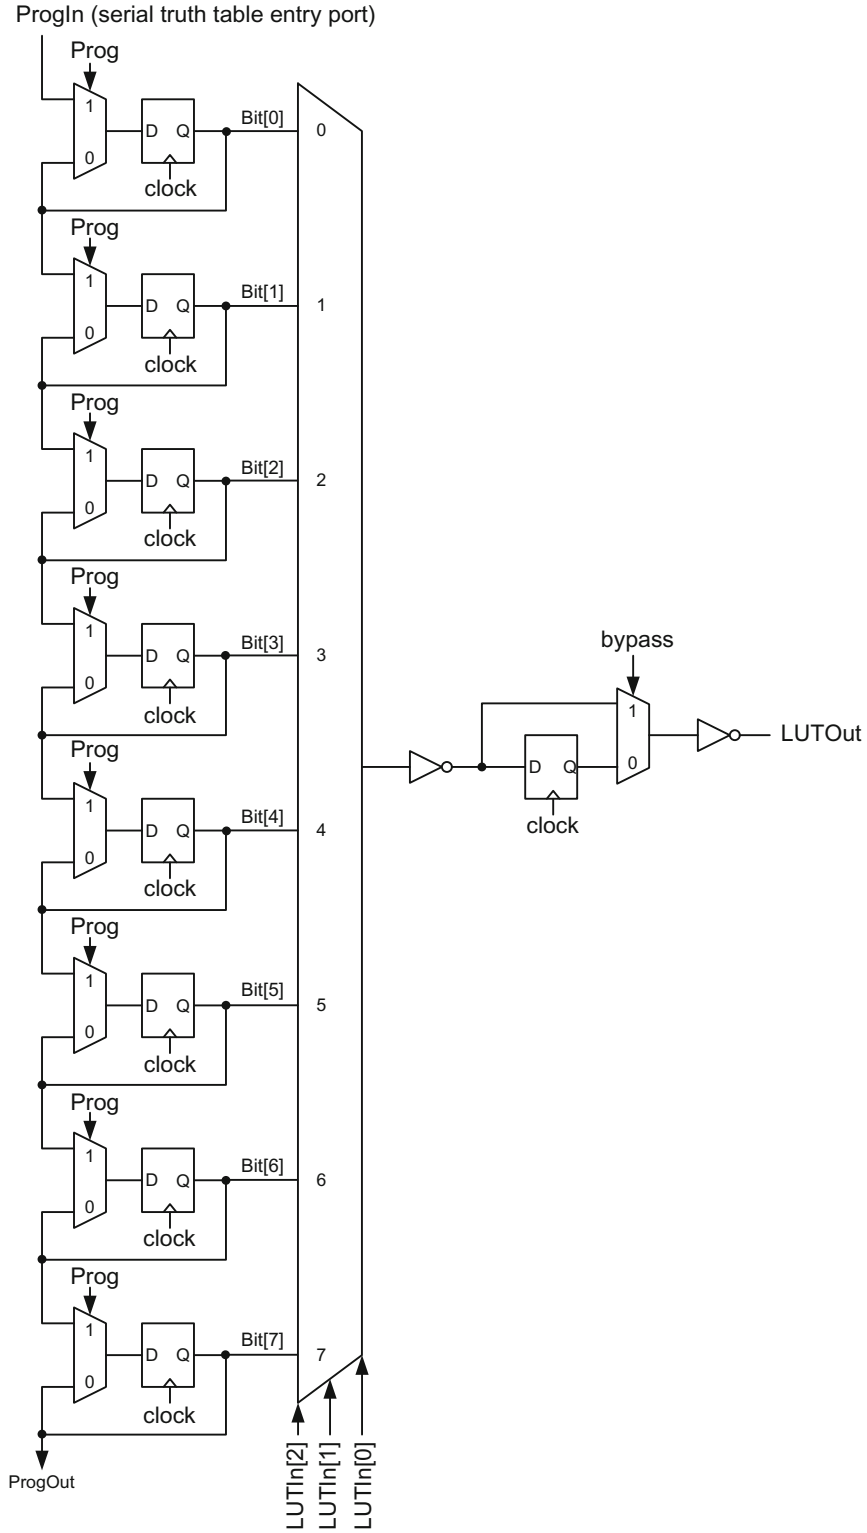 ProgIn (serial truth table entry port)
Prog
1
0
D Q
clock
Bit[0]
0
Prog
1
0
D Q
clock
Bit[1]
1
Prog
1
0
D Q
clock
Bit[2]
2
Prog
1
0
D Q
clock
Bit[3]
3
Prog
1
0
D Q
clock
Bit[4]
4
Prog
1
0
D Q
clock
Bit[5]
5
Prog
1
0
D Q
clock
Bit[6]
6
Prog
1
0
D Q
clock
Bit[7]
7
ProgOut
LUTIn[2]
LUTIn[1]
LUTIn[0]
bypass
1
0
D Q
clock
LUTOut